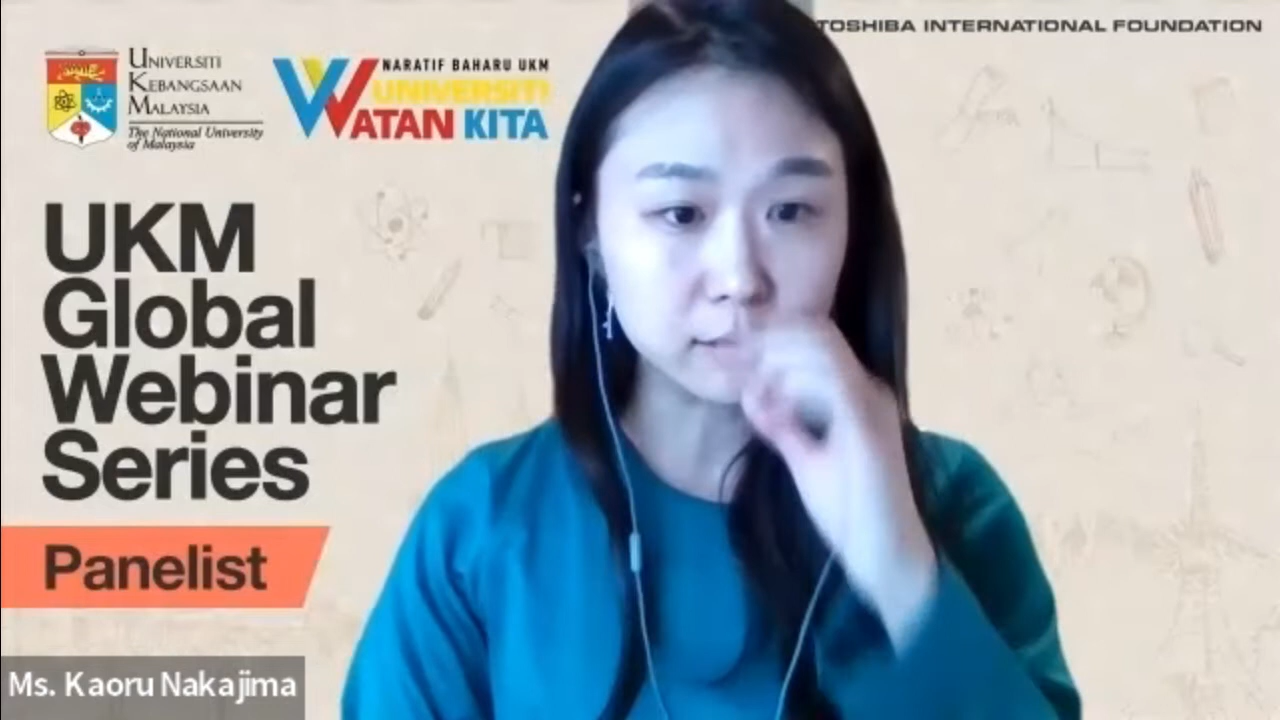 UNIVERSITI
KEBANGSAAN
MALAYSIA
The National University
of Malaysia
NARATIF BAHARU UKM
UNIVERSITI
WATAN KITA
TOSHIBA INTERNATIONAL FOUNDATION
UKM
Global
Webinar
Series
Panelist
Ms. Kaoru Nakajima